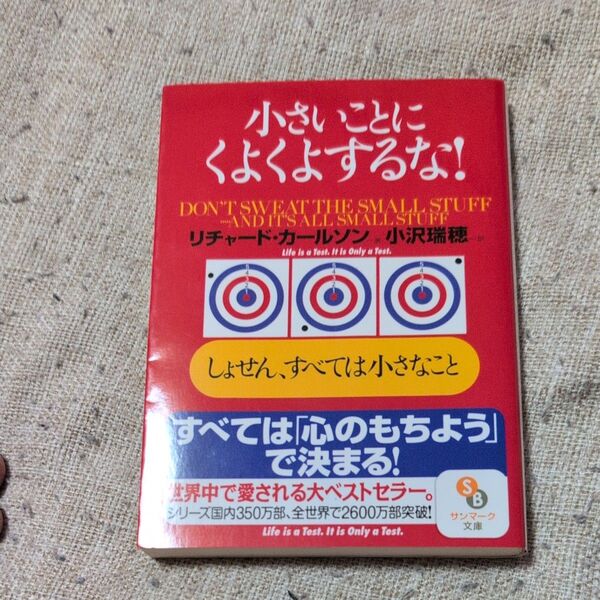 小さいことに
くよくよするな!
DON'T SWEAT THE SMALL STUFF
....AND IT'S ALL SMALL STUFF
リチャード・カールソン 著 小沢瑞穂 訳
Life is a Test. It is Only a Test.
しょせん、すべては小さなこと
すべては「心のもちよう」
で決まる!
世界中で愛される大ベストセラー。
シリーズ国内350万部、全世界で2600万部突破!
Life is a Test. It is Only a Test.
S
B
サンマーク
文庫